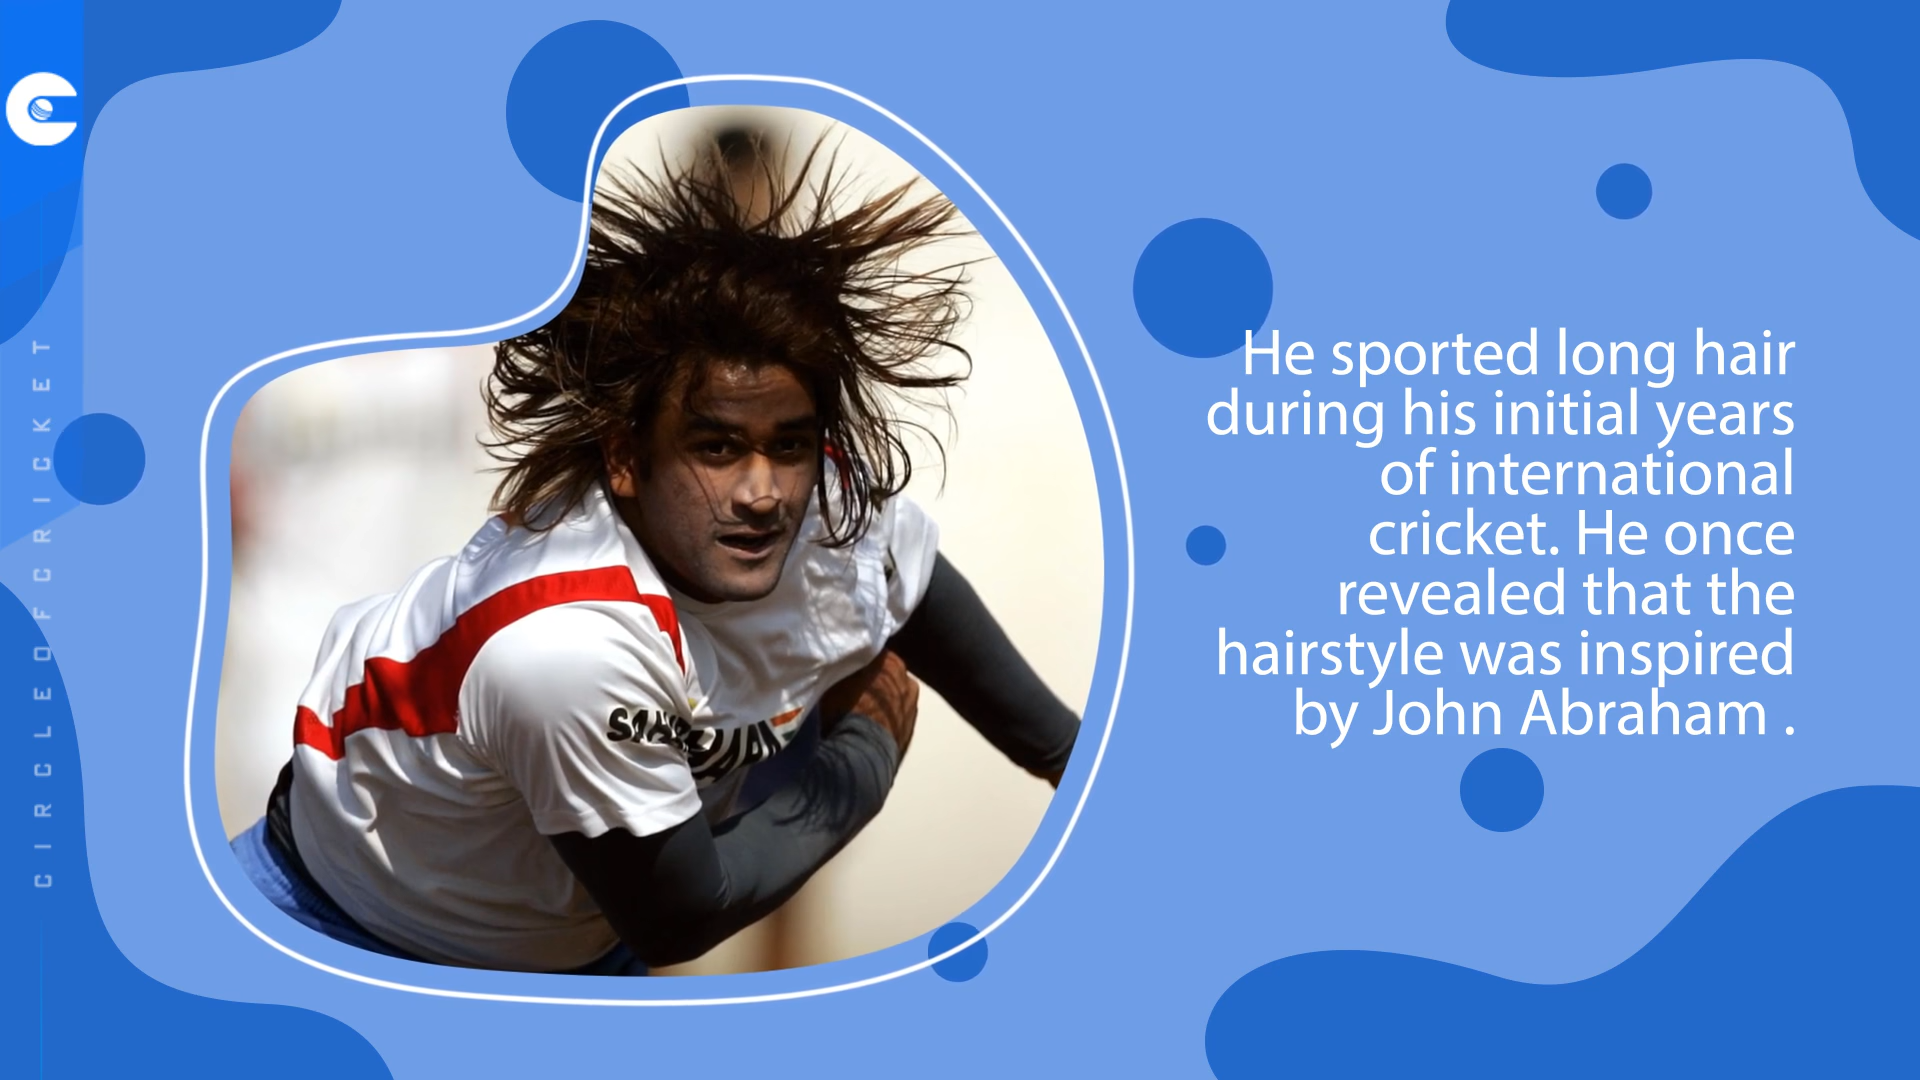 CIRCLEOFCRICKET
SAHARA
He sported long hair
during his initial years
of international
cricket. He once
revealed that the
hairstyle was inspired
by John Abraham .